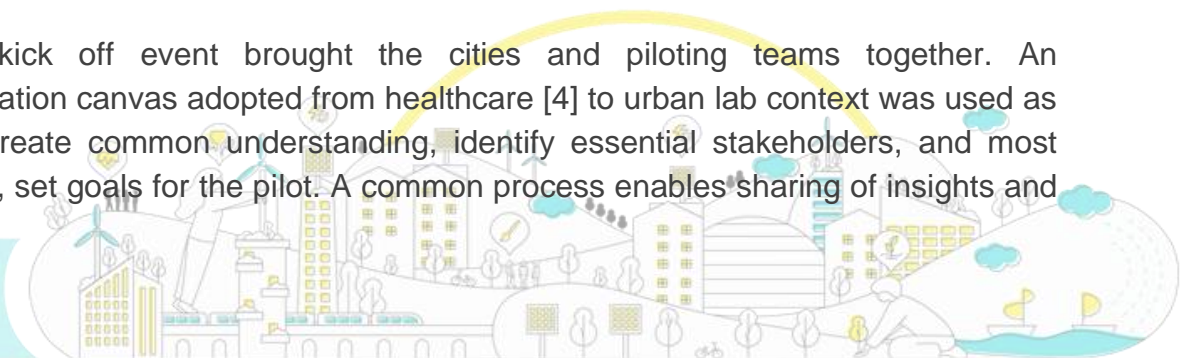 kick off event brought the cities and piloting teams together. An
ation canvas adopted from healthcare [4] to urban lab context was used as
reate common understanding, identify essential stakeholders, and most
, set goals for the pilot. A common process enables sharing of insights and